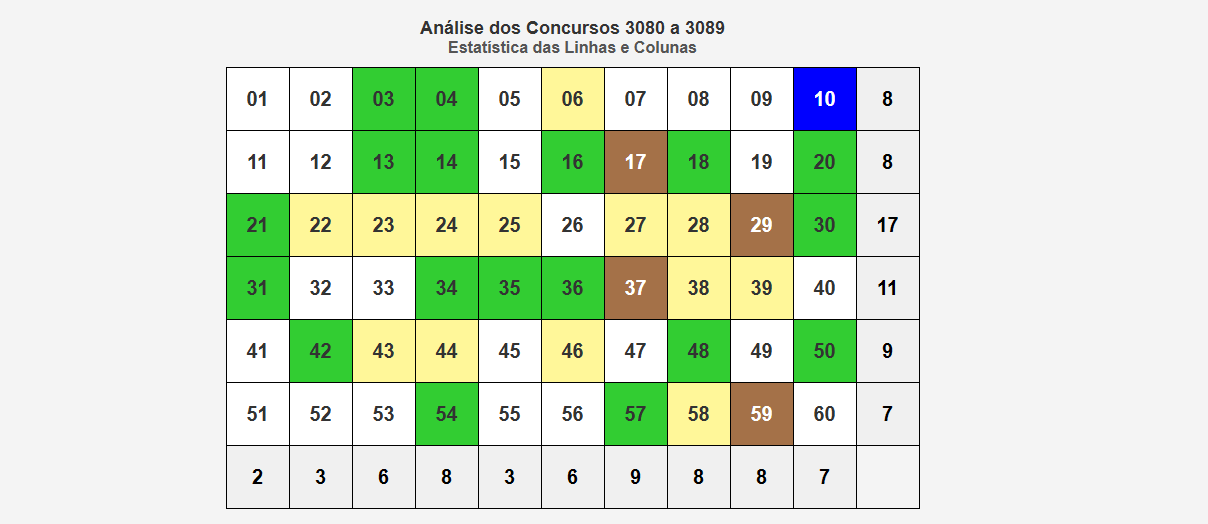 Análise dos Concursos 3080 a 3089
Estatística das Linhas e Colunas
01 02 03 04 05 06 07 08 09 10 8
11 12 13 14 15 16 17 18 19 20 8
21 22 23 24 25 26 27 28 29 30 17
31 32 33 34 35 36 37 38 39 40 11
41 42 43 44 45 46 47 48 49 50 9
51 52 53 54 55 56 57 58 59 60 7
2 3 6 8 3 6 9 8 8 7